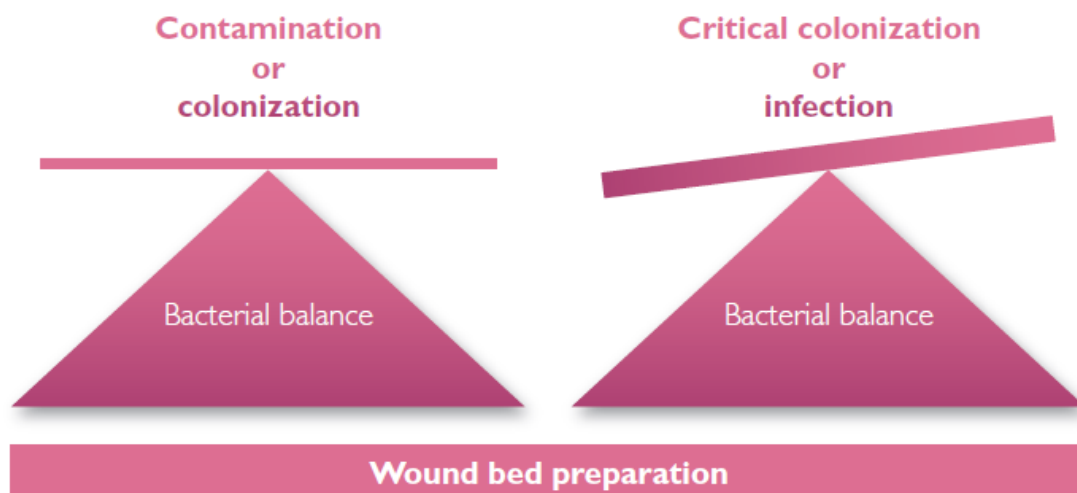 Contamination
or
colonization
Critical colonization
or
infection
Bacterial balance
Bacterial balance
Wound bed preparation